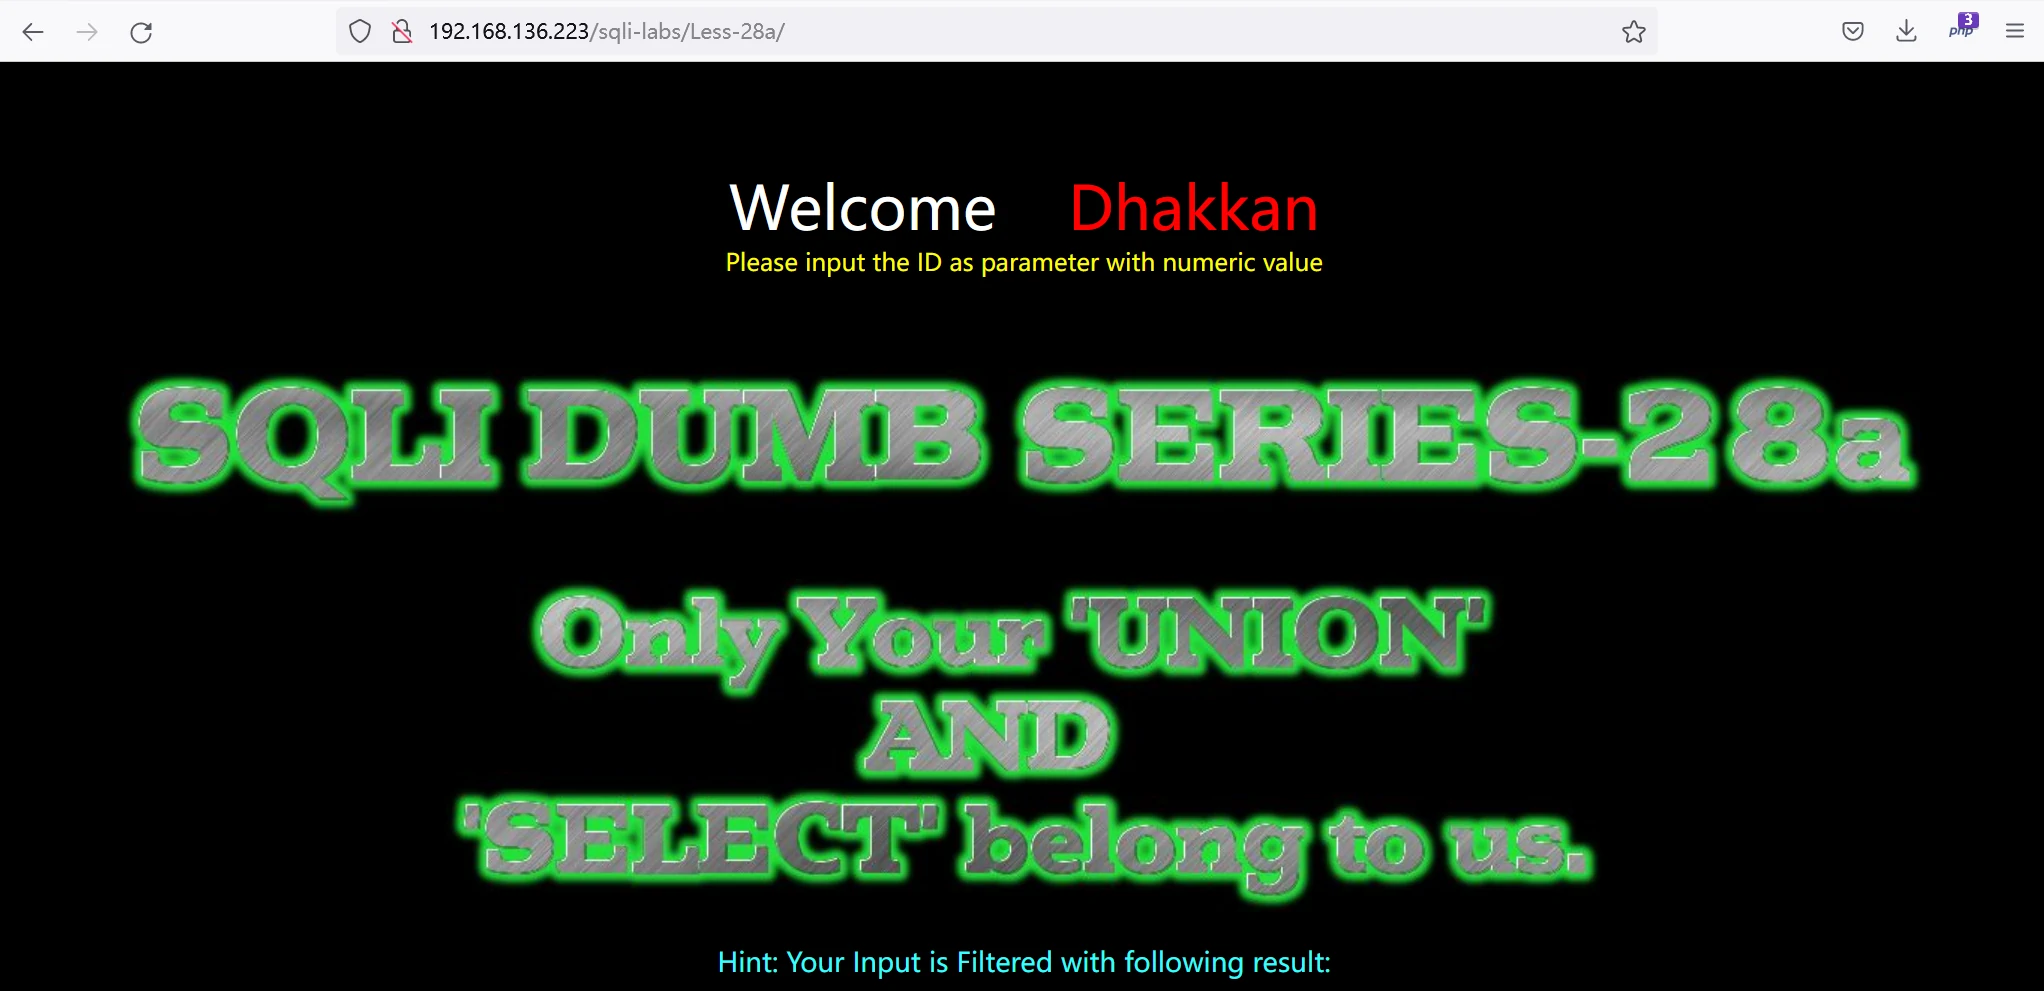 192.168.136.223/sqli-labs/Less-28a/
3
php
Welcome Dhakkan
Please input the ID as parameter with numeric value
SQLI DUMB SERIES-28a
Only Your 'UNION'
AND
'SELECT' belong to us.
Hint: Your Input is Filtered with following result: